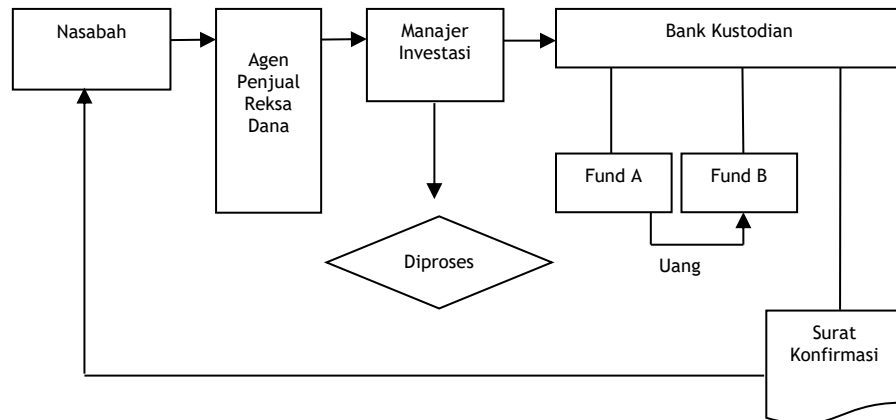 Nasabah
Agen
Penjual
Reksa
Dana
Manajer
Investasi
Bank Kustodian
Fund A
Fund B
Diproses
Uang
Surat
Konfirmasi